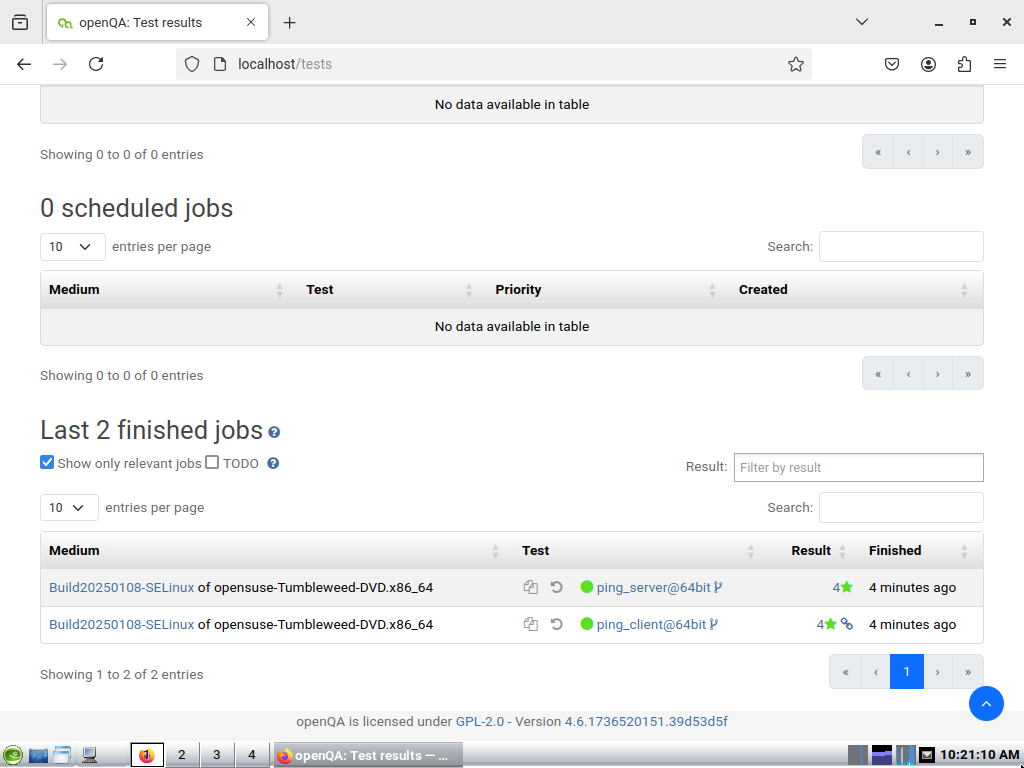 openQA: Test results
localhost/tests
No data available in table
Showing 0 to 0 of 0 entries
« ‹ › »
0 scheduled jobs
10 entries per page Search:
Medium Test Priority Created
No data available in table
Showing 0 to 0 of 0 entries
« ‹ › »
Last 2 finished jobs
Show only relevant jobs TODO Result: Filter by result
10 entries per page Search:
Medium Test Result Finished
Build20250108-SELinux of opensuse-Tumbleweed-DVD.x86_64 ping_server@64bit 4 4 minutes ago
Build20250108-SELinux of opensuse-Tumbleweed-DVD.x86_64 ping_client@64bit 4 4 minutes ago
Showing 1 to 2 of 2 entries « ‹ 1 › »
openQA is licensed under GPL-2.0 - Version 4.6.1736520151.39d53d5f
1 2 3 4 openQA: Test results — ... 10:21:10 AM